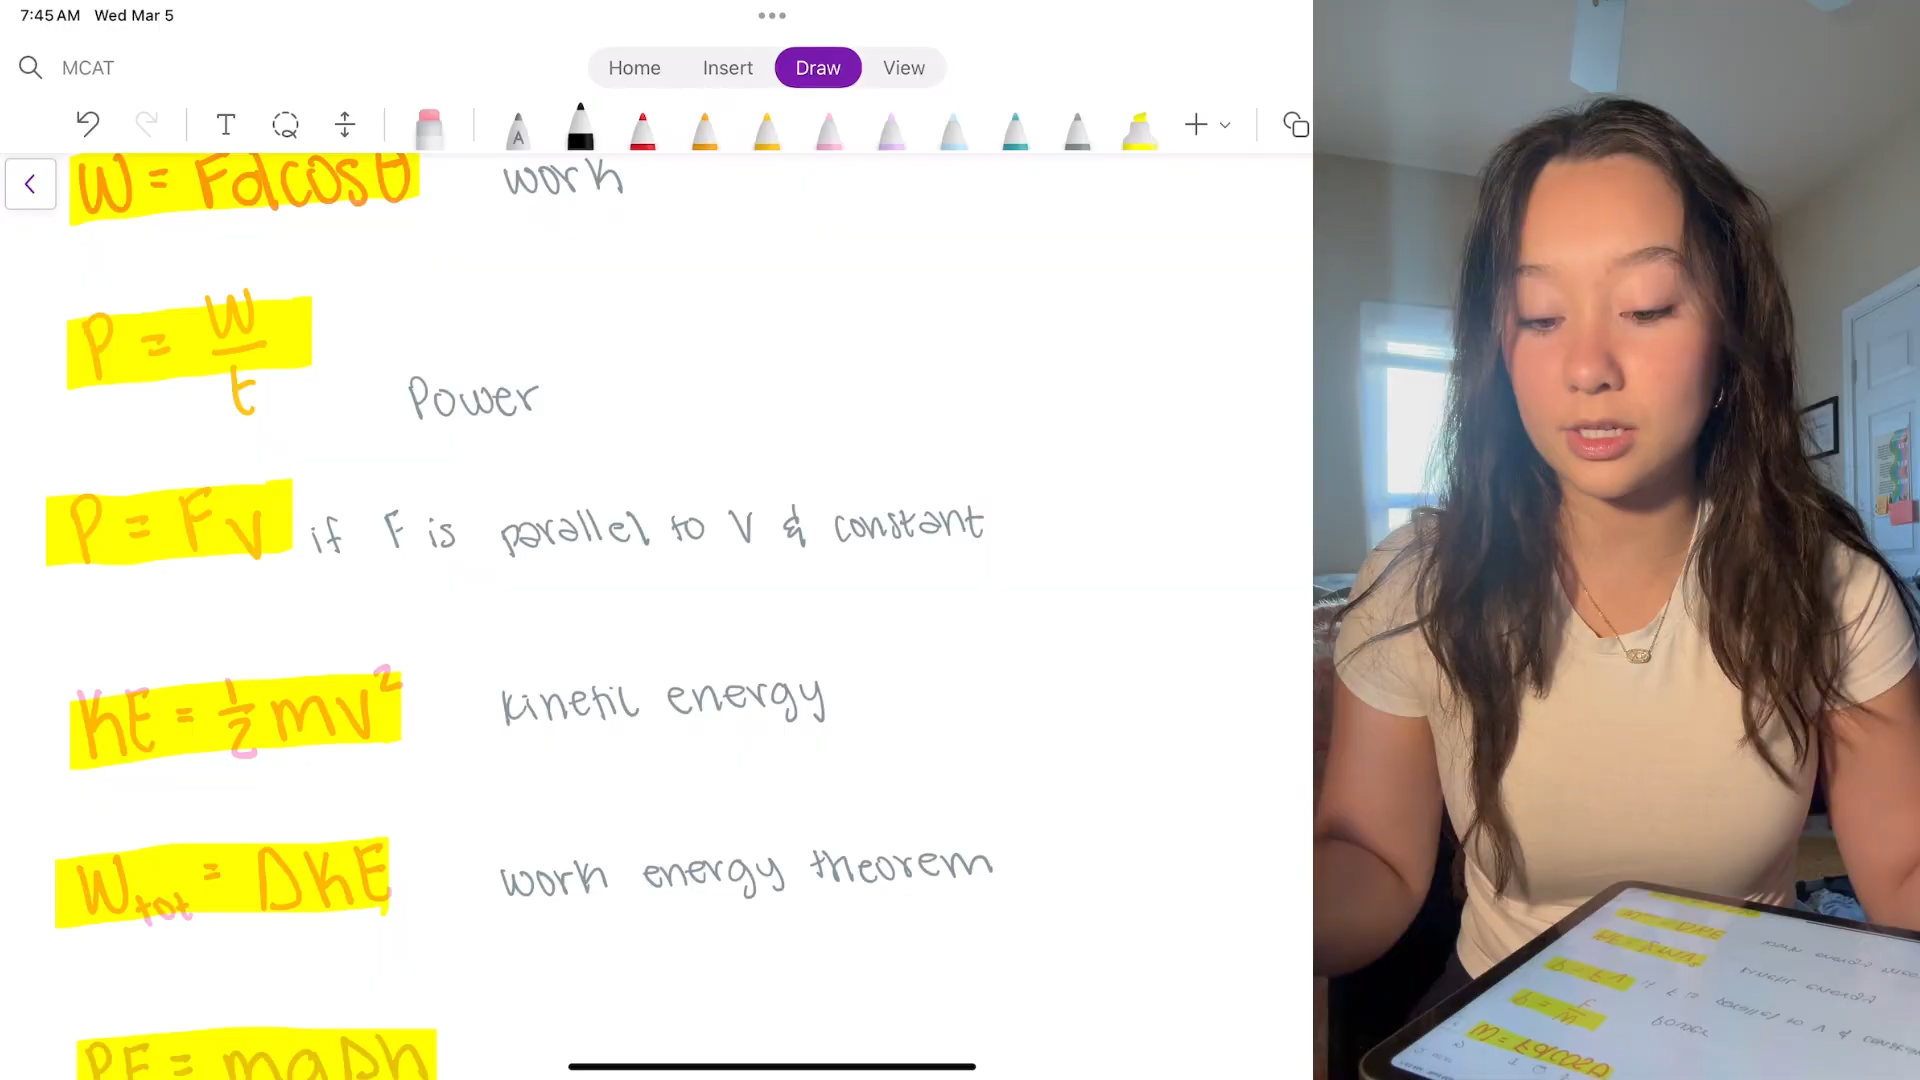 7:45 AM Wed Mar 5
MCAT
Home Insert Draw View
T
A
W = Fdcosθ work
P = W/t Power
P = Fv if F is parallel to V & constant
KE = ½mv² kinetic energy
Wtot = ΔKE work energy theorem
PE = mgΔh